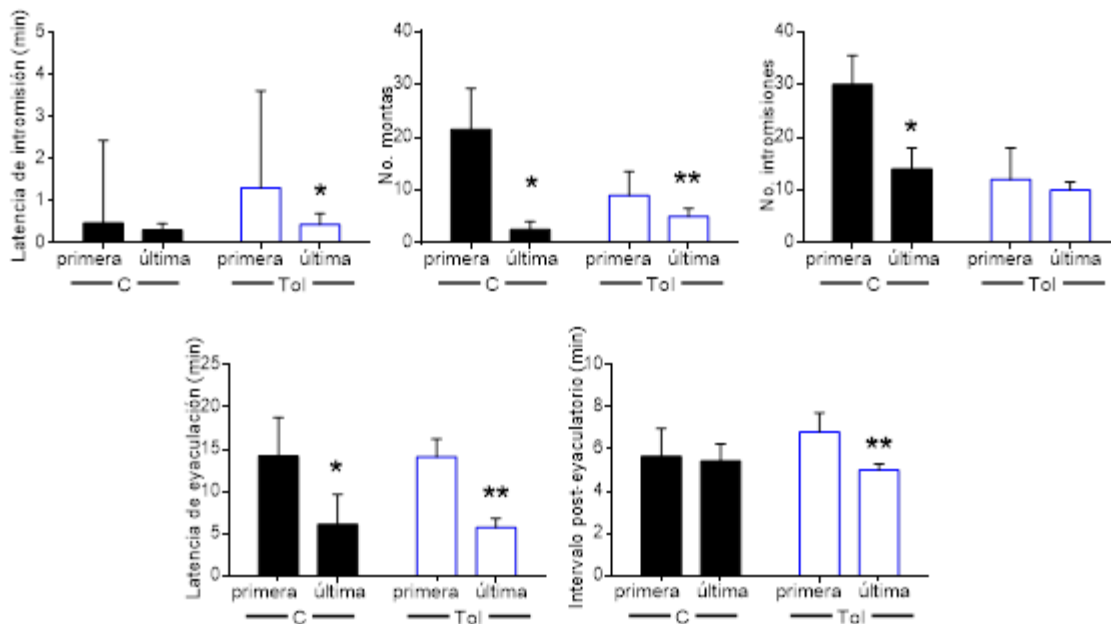 Latencia de intromisión (min)
5
4
3
2
1
0
*
primera última primera última
C Tol
No. montas
40
30
20
10
0
*
**
primera última primera última
C Tol
No. intromisiones
40
30
20
10
0
*
primera última primera última
C Tol
Latencia de eyaculación (min)
25
20
15
10
5
0
*
**
primera última primera última
C Tol
Intervalo post-eyaculatorio (min)
10
8
6
4
2
0
**
primera última primera última
C Tol